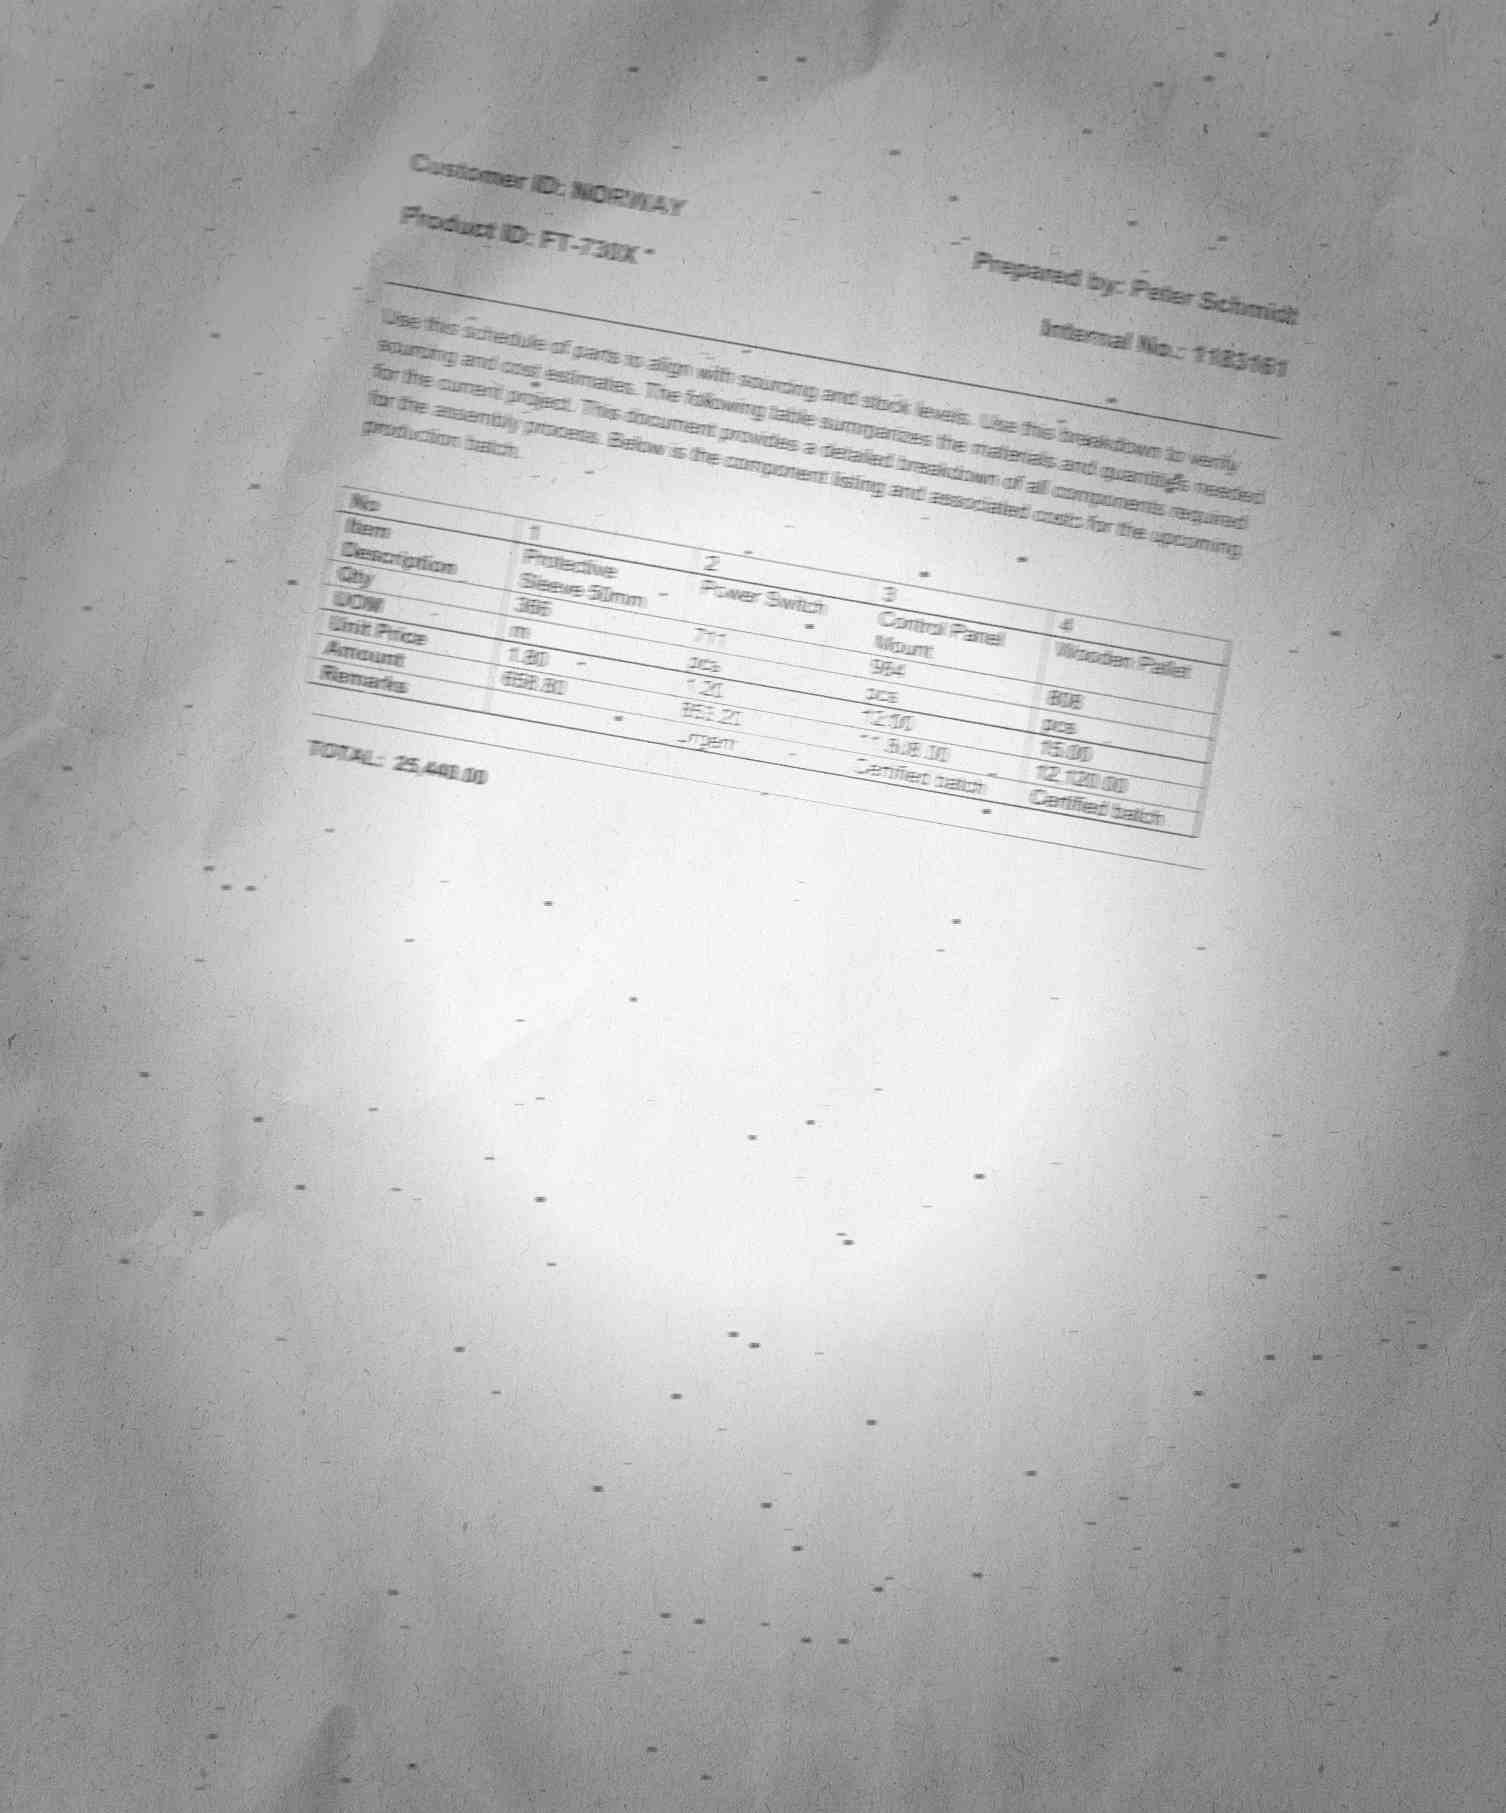 Customer ID: NORWAY
Product ID: FT-730X
Prepared by: Peter Schmidt
Internal No.: 1183161
Use this schedule of parts to align with sourcing and stock levels. Use this breakdown to verify
sourcing and cost estimates. The following table summarizes the materials and quantities needed
for the current project. This document provides a detailed breakdown of all components required
for the assembly process. Below is the component listing and associated costs for the upcoming
production batch.
No 1 2 3 4
Item Description Protective Sleeve 50mm Power Switch Control Panel Mount Wooden Pallet
Qty 366 711 984 808
UOM m pcs pcs pcs
Unit Price 1.80 1.20 12.00 15.00
Amount 658.80 853.20 11,808.00 12,120.00
Remarks Urgent Certified batch Certified batch
TOTAL: 25,440.00